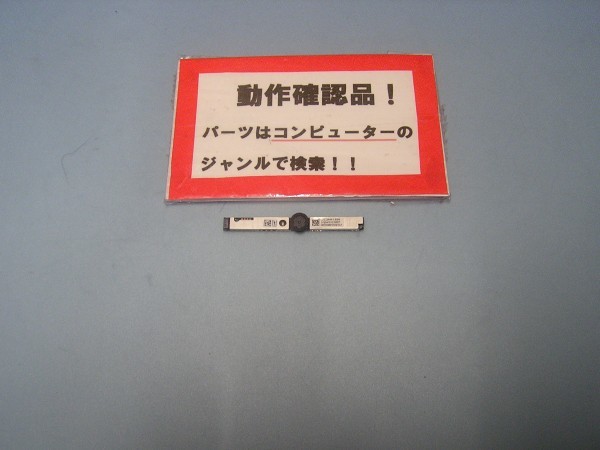 動作確認品！
パーツはコンピューターの
ジャンルで検索！！